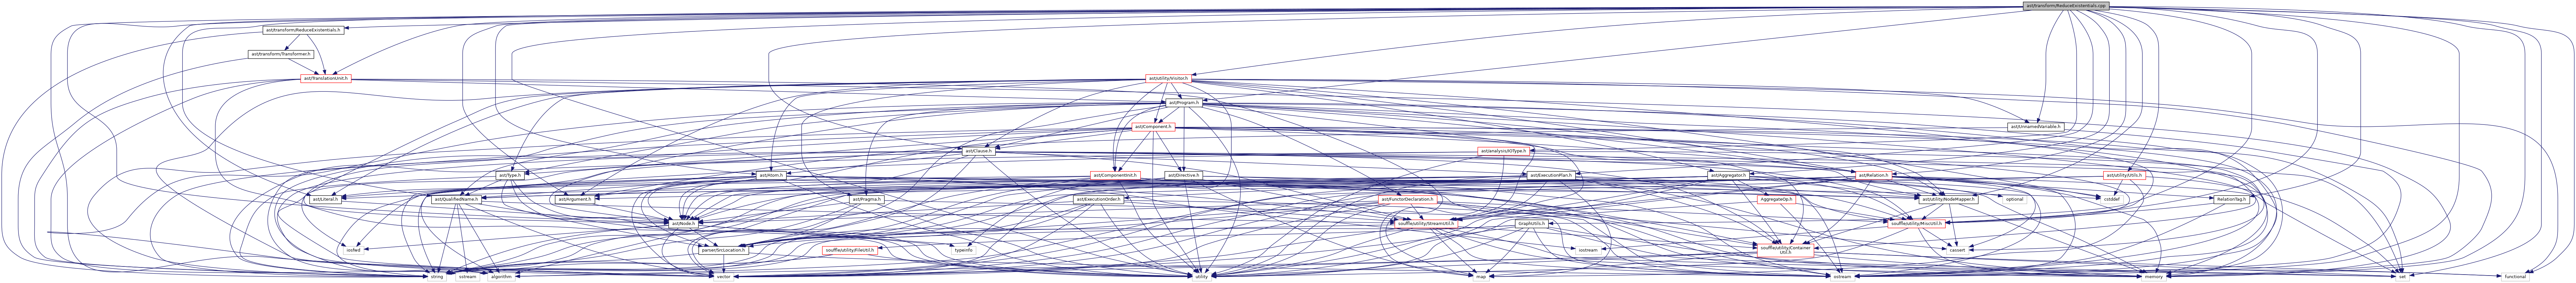 ast/transform/ReduceExistentials.cpp
ast/transform/ReduceExistentials.h
ast/transform/Transformer.h
ast/TranslationUnit.h
ast/utility/Visitor.h
ast/Program.h
ast/Component.h
ast/UnnamedVariable.h
ast/Clause.h
ast/analysis/IOType.h
ast/Type.h
ast/Atom.h
ast/ComponentInit.h
ast/Directive.h
ast/ExecutionPlan.h
ast/Aggregator.h
ast/Relation.h
ast/utility/Utils.h
ast/Literal.h
ast/QualifiedName.h
ast/Argument.h
ast/Pragma.h
ast/ExecutionOrder.h
ast/FunctorDeclaration.h
AggregateOp.h
ast/utility/NodeMapper.h
optional
cstddef
RelationTag.h
ast/Node.h
souffle/utility/StreamUtil.h
GraphUtils.h
souffle/utility/MiscUtil.h
iosfwd
parser/SrcLocation.h
souffle/utility/FileUtil.h
typeinfo
iostream
souffle/utility/Container
Util.h
cassert
string
sstream
algorithm
vector
utility
map
ostream
memory
set
functional